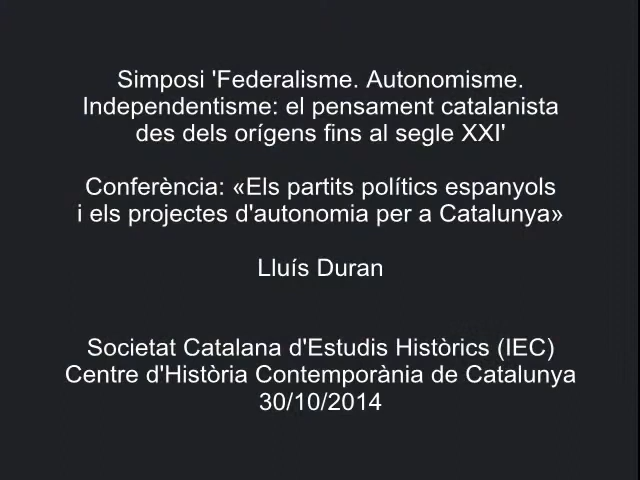 Simposi 'Federalisme. Autonomisme.
Independentisme: el pensament catalanista
des dels orígens fins al segle XXI'
Conferència: «Els partits polítics espanyols
i els projectes d'autonomia per a Catalunya»
Lluís Duran
Societat Catalana d'Estudis Històrics (IEC)
Centre d'Història Contemporània de Catalunya
30/10/2014